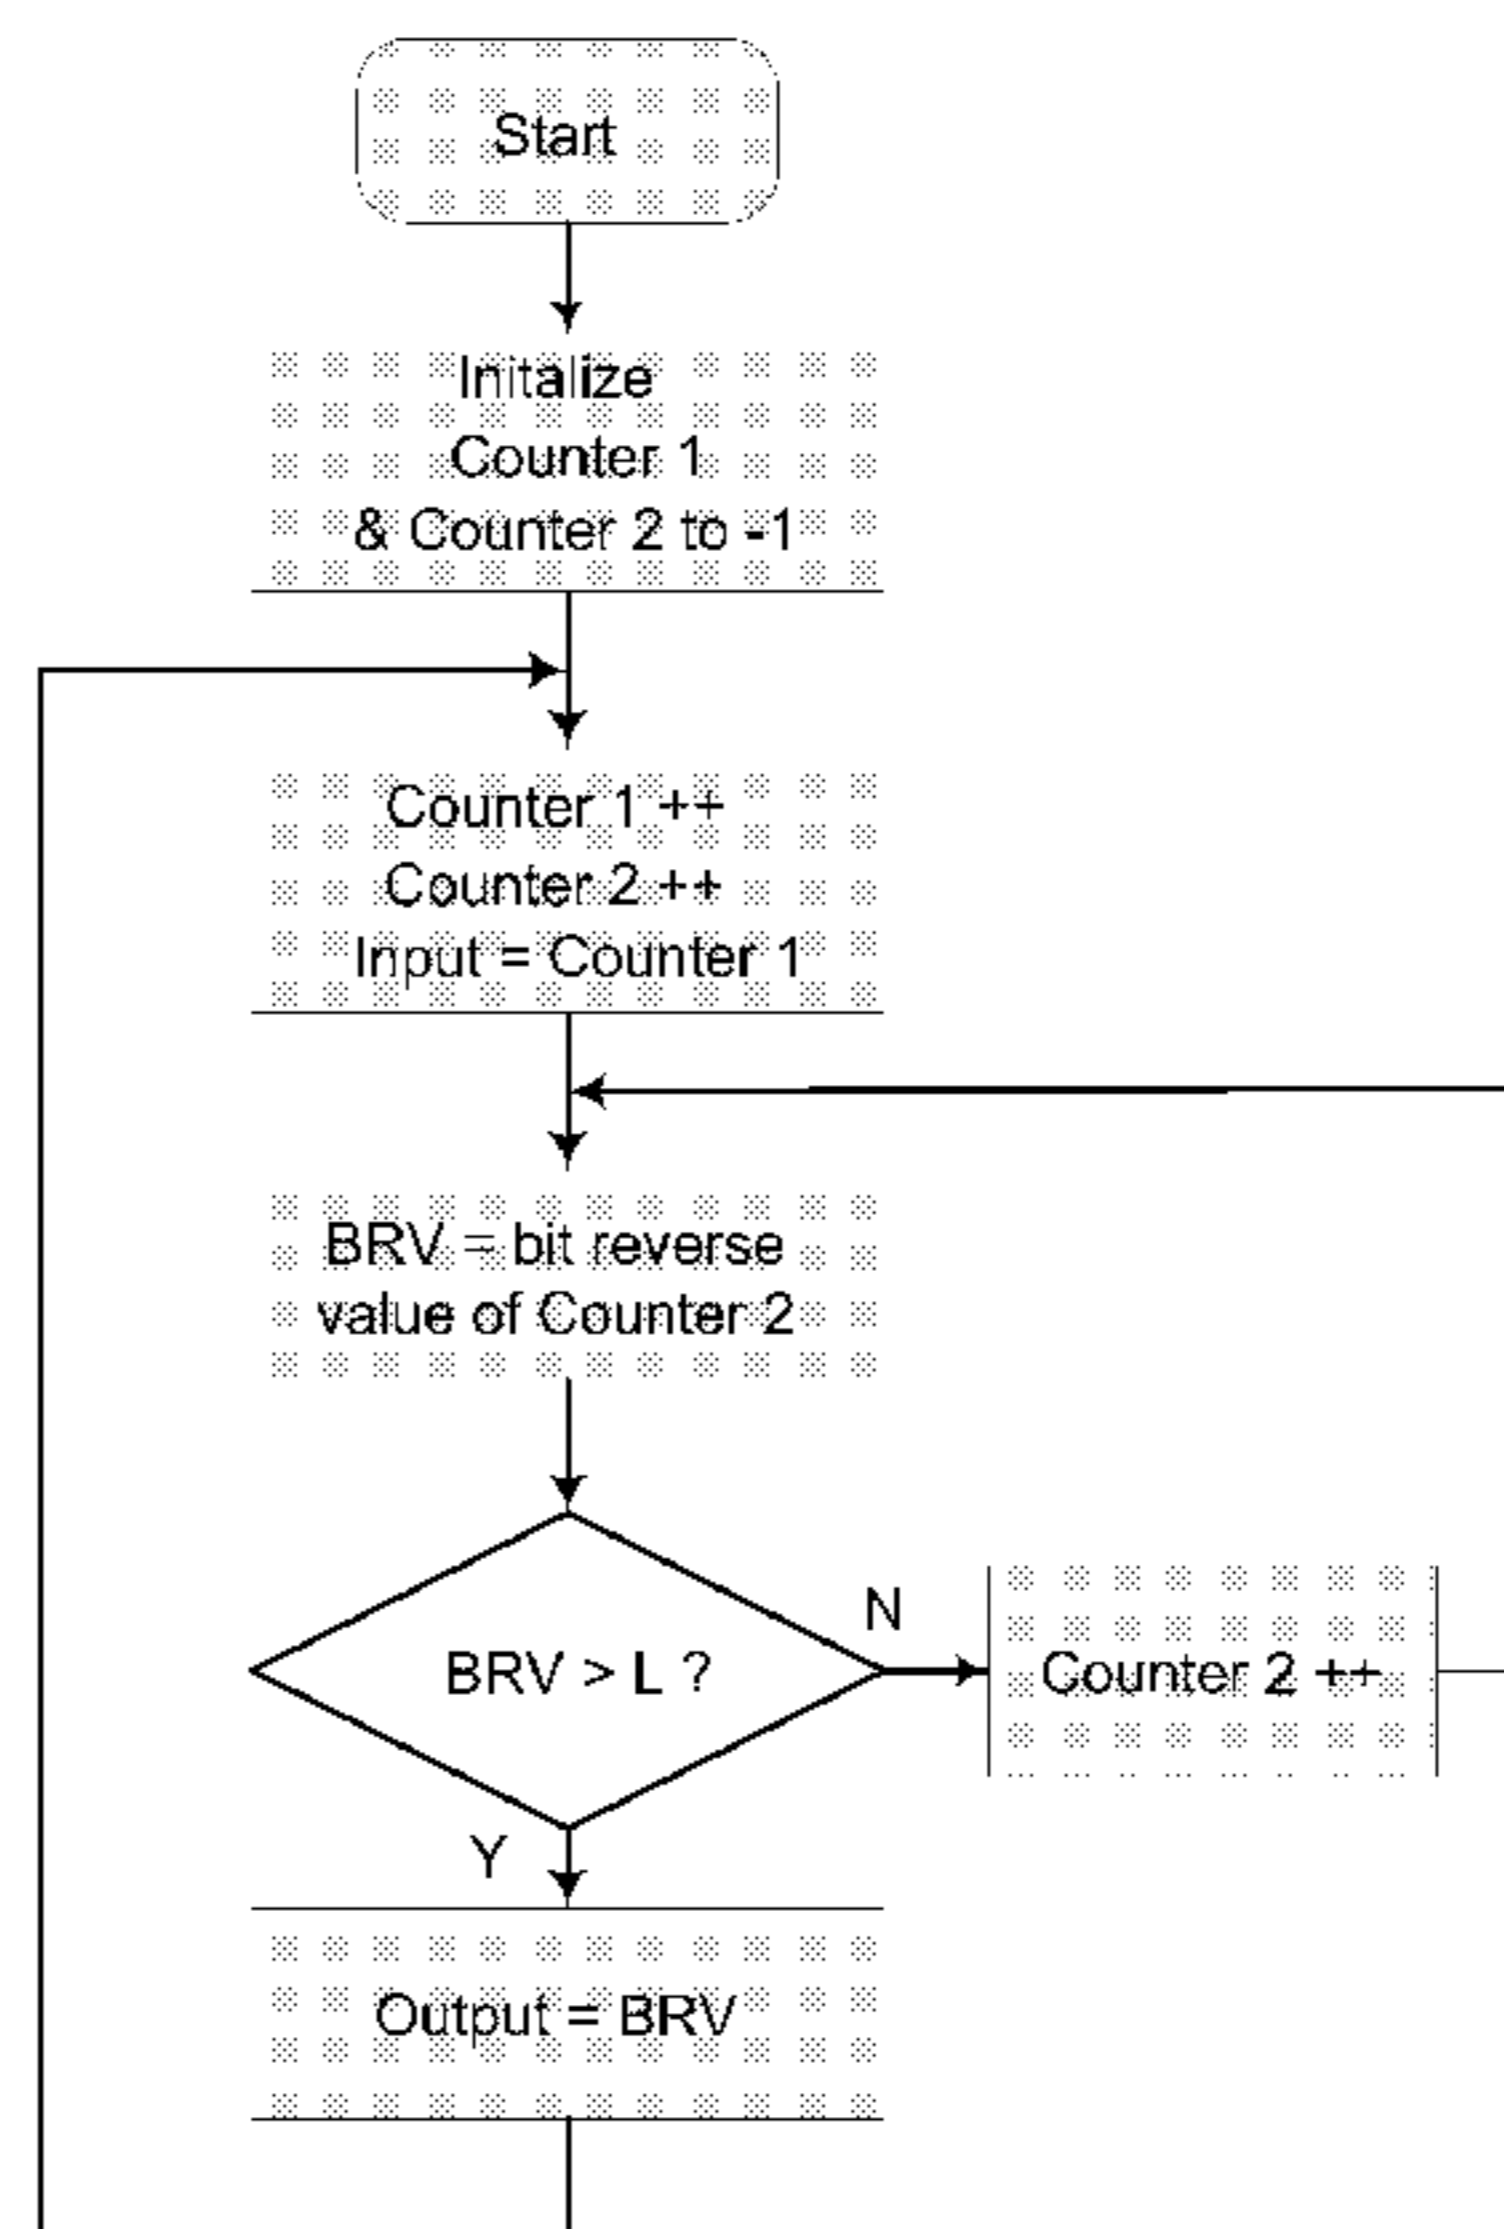 Start
Initalize
Counter 1
& Counter 2 to -1
Counter 1 ++
Counter 2 ++
Input = Counter 1
BRV = bit reverse
value of Counter 2
BRV > L ?
N
Counter 2 ++
Y
Output = BRV